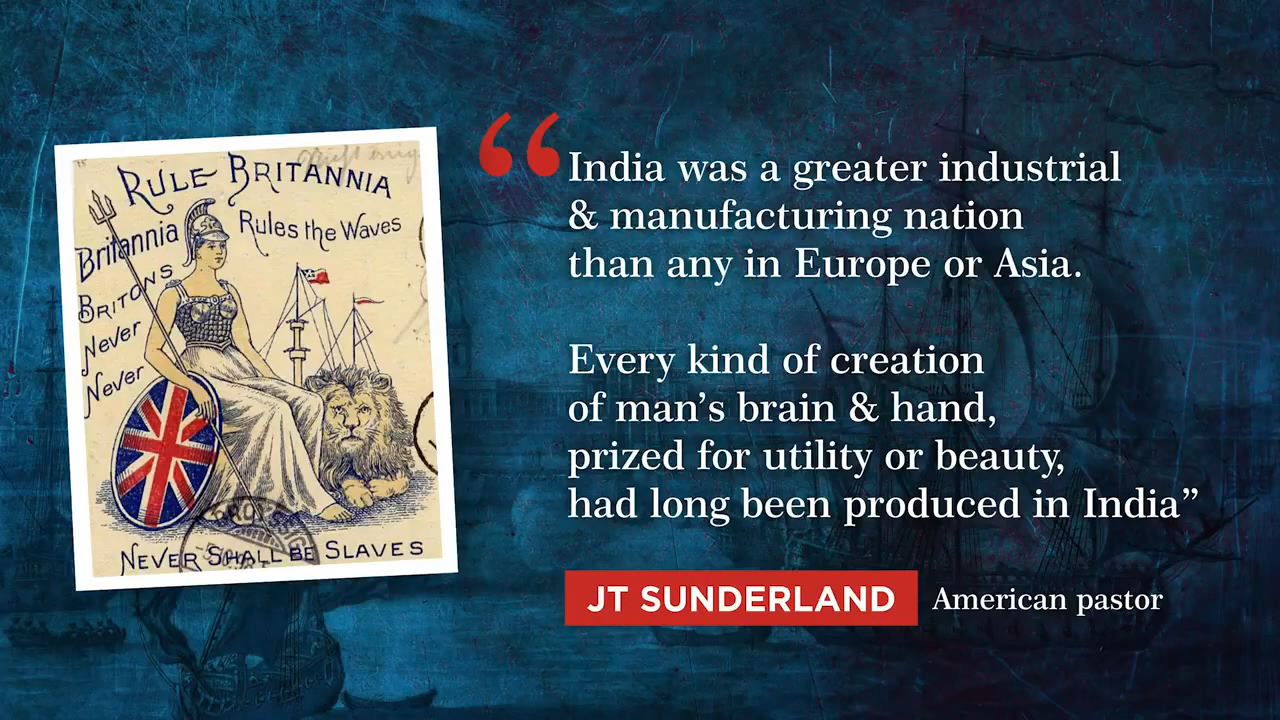 RULE BRITANNIA
Britannia Rules the Waves
BRITONS
Never
Never
NEVER SHALL BE SLAVES
“India was a greater industrial
& manufacturing nation
than any in Europe or Asia.
Every kind of creation
of man’s brain & hand,
prized for utility or beauty,
had long been produced in India”
JT SUNDERLAND American pastor